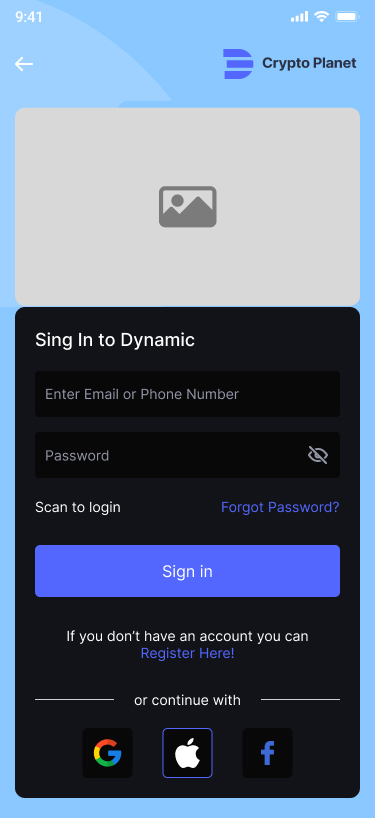 9:41
Crypto Planet
Sing In to Dynamic
Enter Email or Phone Number
Password
Scan to login
Forgot Password?
Sign in
If you don’t have an account you can
Register Here!
or continue with